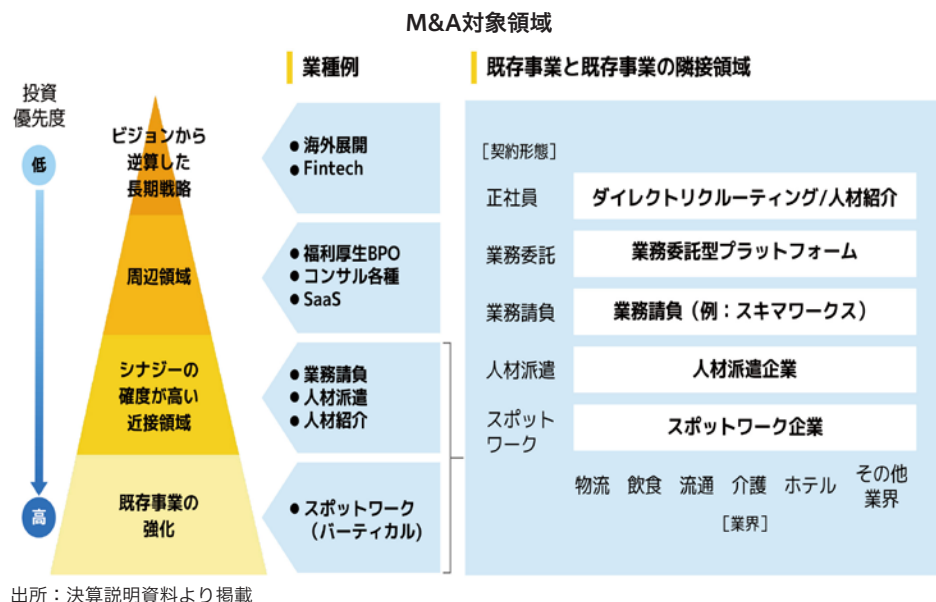 M&A対象領域
投資
優先度
低
高
ビジョンから
逆算した
長期戦略
周辺領域
シナジーの
確度が高い
近接領域
既存事業の
強化
業種例
● 海外展開
● Fintech
● 福利厚生BPO
● コンサル各種
● SaaS
● 業務請負
● 人材派遣
● 人材紹介
● スポットワーク
（バーティカル）
既存事業と既存事業の隣接領域
［契約形態］
正社員
ダイレクトリクルーティング/人材紹介
業務委託
業務委託型プラットフォーム
業務請負
業務請負（例：スキマワークス）
人材派遣
人材派遣企業
スポット
ワーク
スポットワーク企業
物流 飲食 流通 介護 ホテル その他
業界
［業界］
出所：決算説明資料より掲載